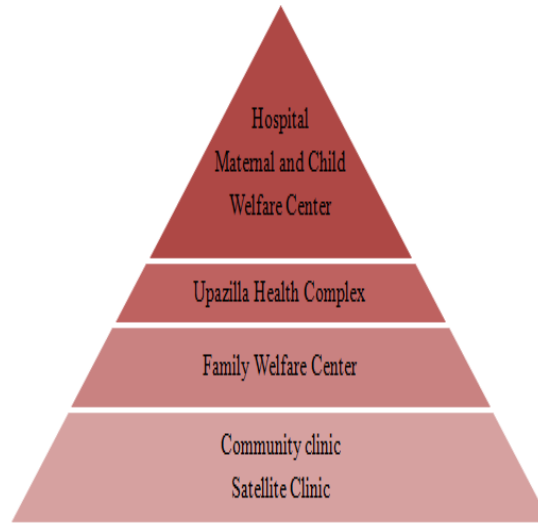 Hospital
Maternal and Child
Welfare Center
Upazilla Health Complex
Family Welfare Center
Community clinic
Satellite Clinic